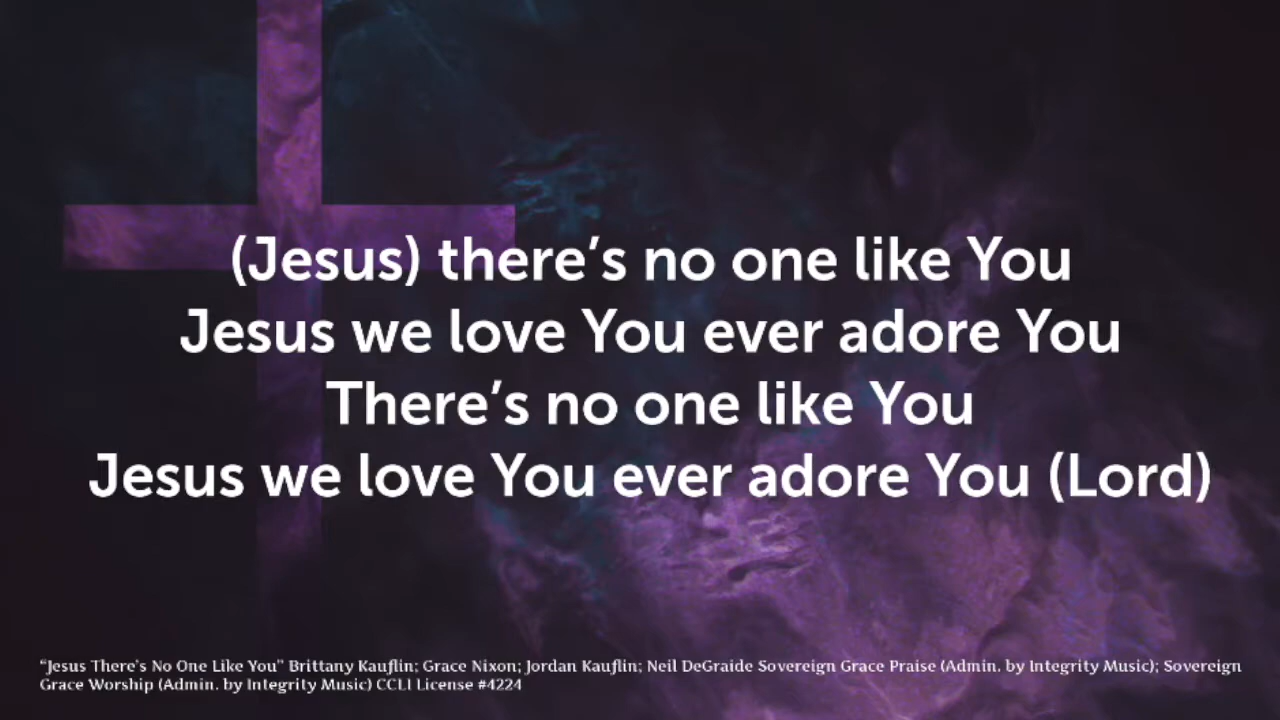 (Jesus) there’s no one like You
Jesus we love You ever adore You
There’s no one like You
Jesus we love You ever adore You (Lord)
“Jesus There’s No One Like You” Brittany Kauflin; Grace Nixon; Jordan Kauflin; Neil DeGraide Sovereign Grace Praise (Admin. by Integrity Music); Sovereign
Grace Worship (Admin. by Integrity Music) CCLI License #4224